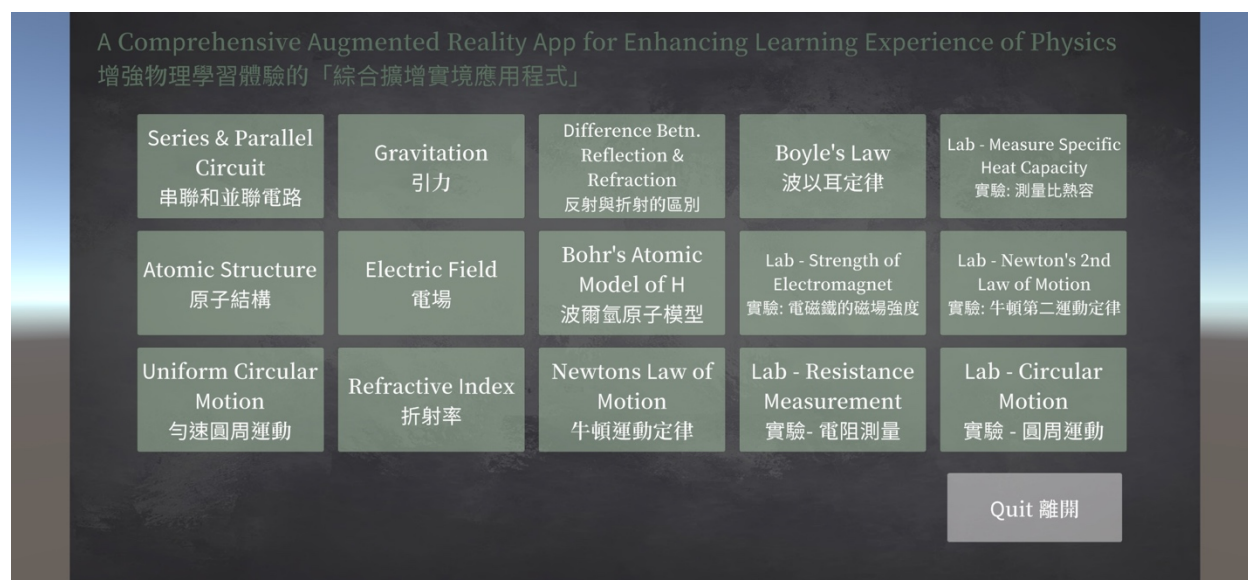 A Comprehensive Augmented Reality App for Enhancing Learning Experience of Physics
增強物理學習體驗的「綜合擴增實境應用程式」
Series & Parallel
Circuit
串聯和並聯電路
Gravitation
引力
Difference Betn.
Reflection &
Refraction
反射與折射的區別
Boyle's Law
波以耳定律
Lab - Measure Specific
Heat Capacity
實驗: 測量比熱容
Atomic Structure
原子結構
Electric Field
電場
Bohr's Atomic
Model of H
波爾氫原子模型
Lab - Strength of
Electromagnet
實驗: 電磁鐵的磁場強度
Lab - Newton's 2nd
Law of Motion
實驗: 牛頓第二運動定律
Uniform Circular
Motion
勻速圓周運動
Refractive Index
折射率
Newtons Law of
Motion
牛頓運動定律
Lab - Resistance
Measurement
實驗- 電阻測量
Lab - Circular
Motion
實驗 - 圓周運動
Quit 離開